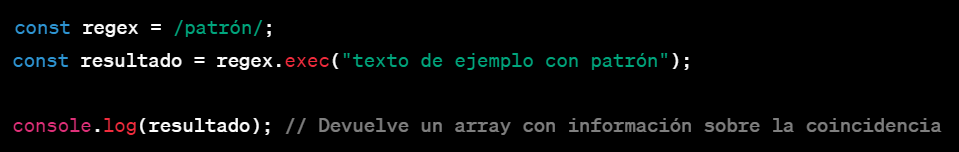 const regex = /patrón/;
const resultado = regex.exec("texto de ejemplo con patrón");
console.log(resultado); // Devuelve un array con información sobre la coincidencia